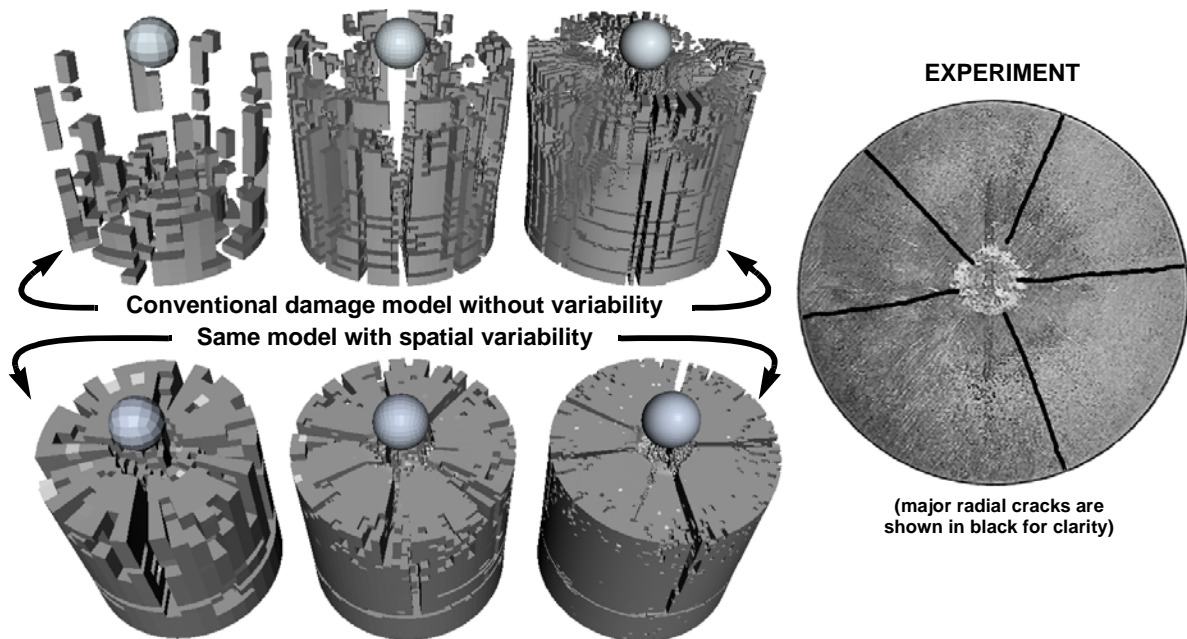 EXPERIMENT
Conventional damage model without variability
Same model with spatial variability
(major radial cracks are
shown in black for clarity)